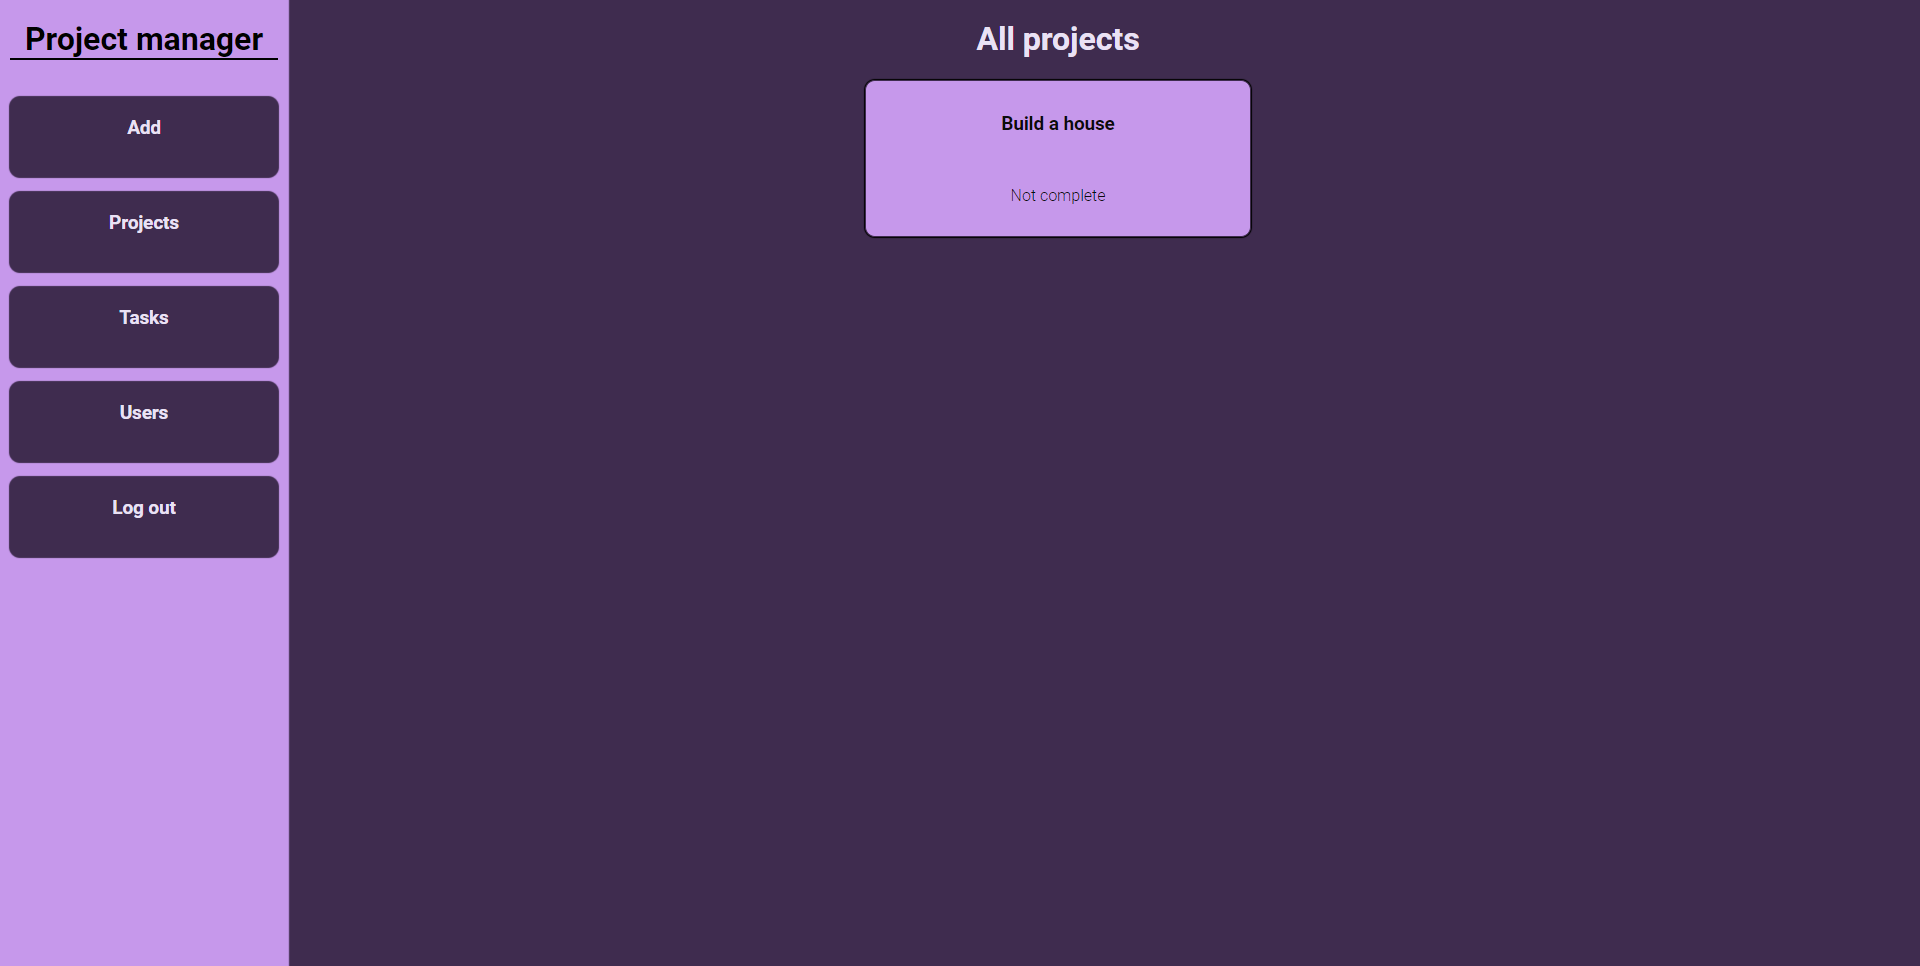 Project manager
Add
Projects
Tasks
Users
Log out
All projects
Build a house
Not complete